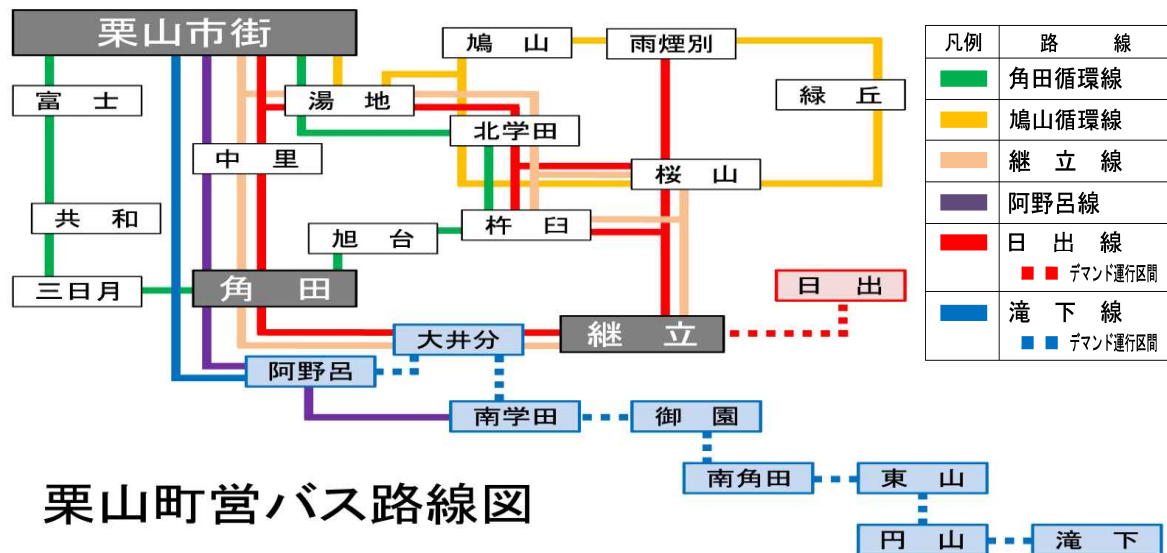 栗山市街
鳩 山
雨煙別
富 士
湯 地
緑 丘
北学田
中 里
桜 山
共 和
旭 台
杵 臼
三日月
角 田
日 出
大井分
継 立
阿野呂
南学田
御 園
南角田
東 山
円 山
滝 下
栗山町営バス路線図
凡例 路 線
角田循環線
鳩山循環線
継 立 線
阿野呂線
日 出 線
デマンド運行区間
滝 下 線
デマンド運行区間